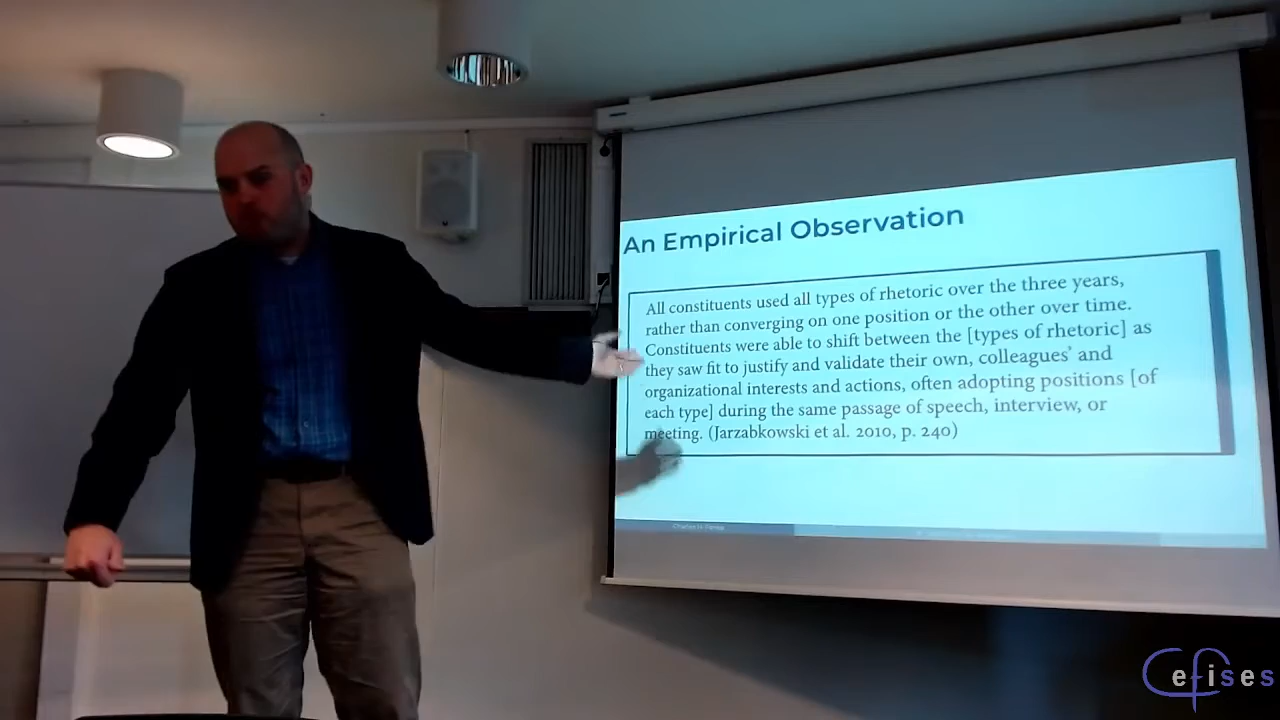 An Empirical Observation
All constituents used all types of rhetoric over the three years,
rather than converging on one position or the other over time.
Constituents were able to shift between the [types of rhetoric] as
they saw fit to justify and validate their own, colleagues’ and
organizational interests and actions, often adopting positions [of
each type] during the same passage of speech, interview, or
meeting. (Jarzabkowski et al. 2010, p. 240)
Cefises